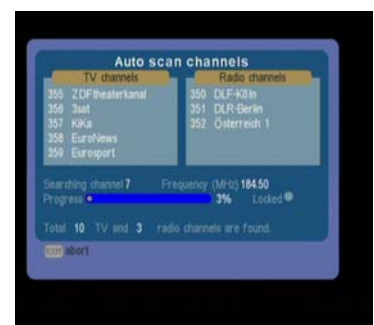 Auto scan channels
TV channels
355 ZDFtheaterkanal
356 3sat
357 KiKa
358 EuroNews
359 Eurosport
Radio channels
350 DLF-Köln
351 DLR-Berlin
352 Österreich 1
Searching channel 7 Frequency (MHz) 184.50
Progress 3% Locked
Total 10 TV and 3 radio channels are found.
EXIT abort